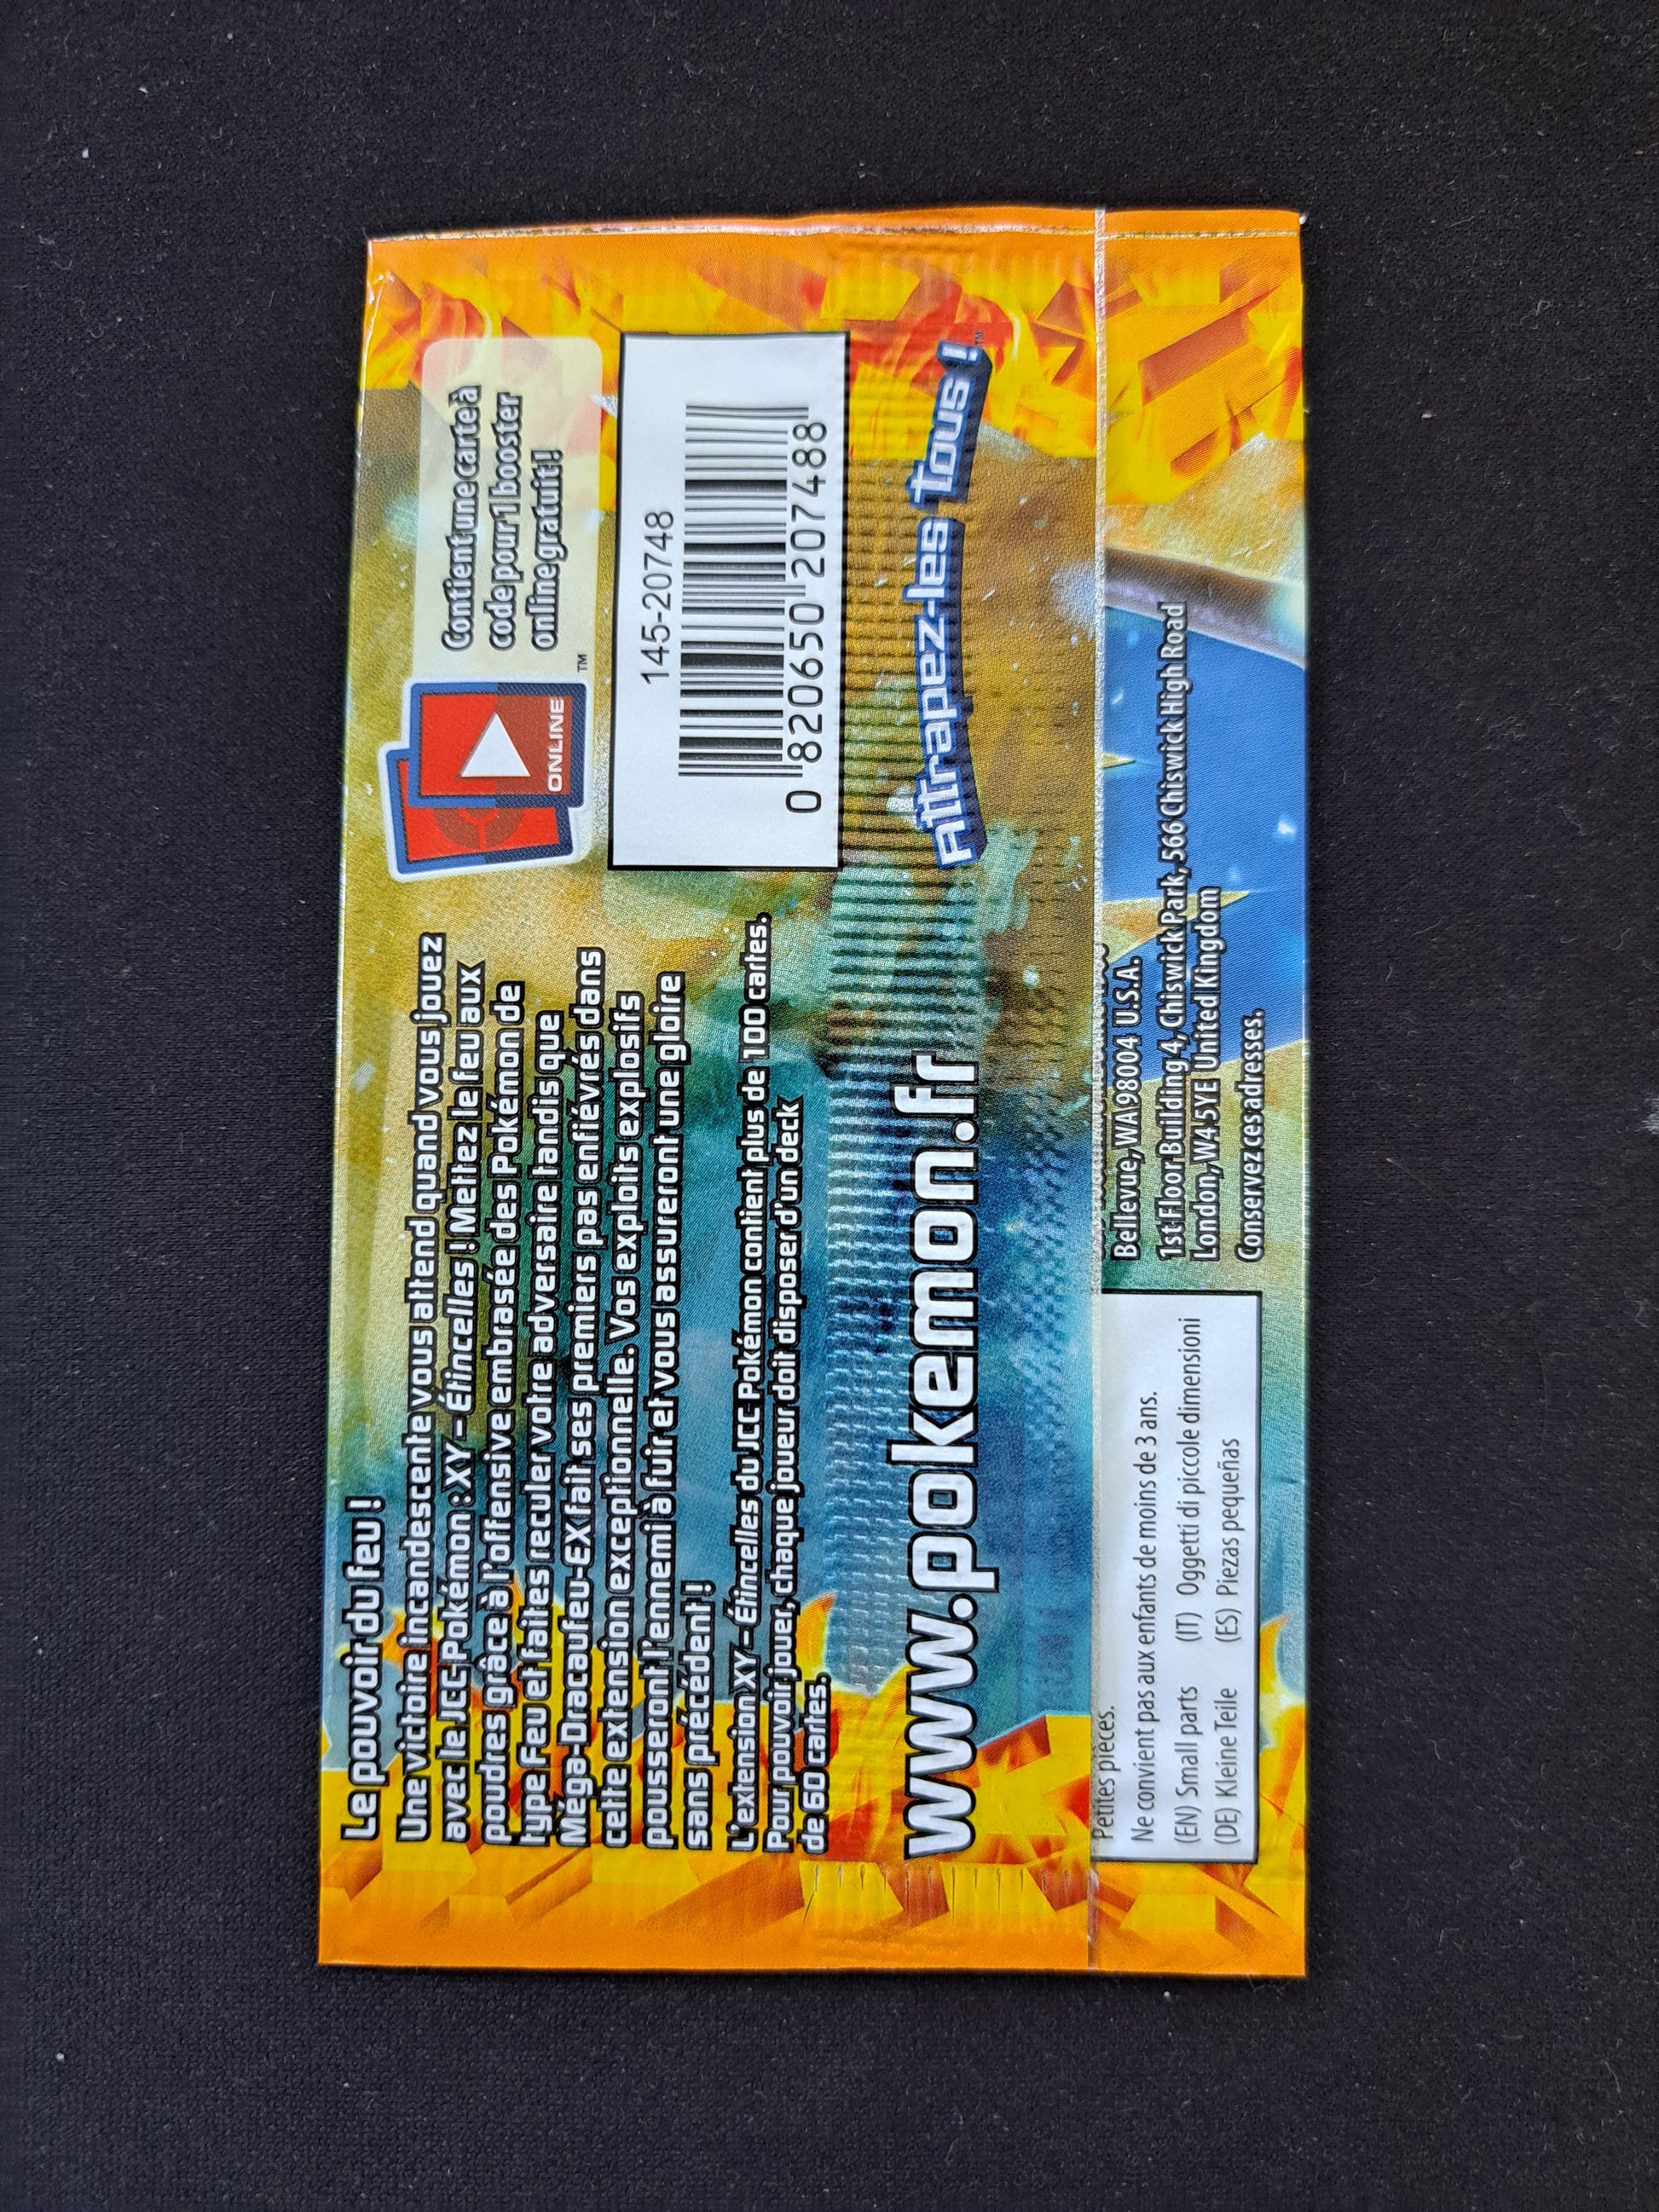 Le pouvoir du feu !
Une victoire incandescente vous attend quand vous jouez
avec le JCC Pokémon : XY – Étincelles ! Mettez le feu aux
poudres grâce à l'offensive embrasée des Pokémon de
type Feu et faites reculer votre adversaire tandis que
Méga-Dracaufeu-EX fait ses premiers pas enfiévrés dans
cette extension exceptionnelle. Vos exploits explosifs
pousseront l'ennemi à fuir et vous assureront une gloire
sans précédent !
L'extension XY – Étincelles du JCC Pokémon contient plus de 100 cartes.
Pour pouvoir jouer, chaque joueur doit disposer d'un deck
de 60 cartes.
ONLINE
TM
Contient une carte à
code pour 1 booster
online gratuit !
145-20748
0 820650 207488
www.pokemon.fr
Attrapez-les tous !
TM
Petites pièces.
Ne convient pas aux enfants de moins de 3 ans.
(EN) Small parts (IT) Oggetti di piccole dimensioni
(DE) Kleine Teile (ES) Piezas pequeñas
Bellevue, WA 98004 U.S.A.
1st Floor Building 4, Chiswick Park, 566 Chiswick High Road
London, W4 5YE United Kingdom
Conservez ces adresses.